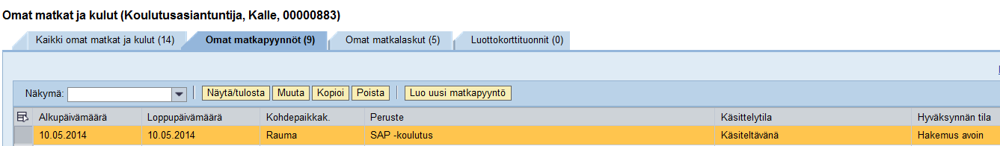 Omat matkat ja kulut (Koulutusasiantuntija, Kalle, 00000883)
Kaikki omat matkat ja kulut (14) Omat matkapyynnöt (9) Omat matkalaskut (5) Luottokorttituonnit (0)
Näkymä: Näytä/tulosta Muuta Kopioi Poista Luo uusi matkapyyntö
Alkupäivämäärä Loppupäivämäärä Kohdepaikkak. Peruste Käsittelytila Hyväksynnän tila
10.05.2014 10.05.2014 Rauma SAP -koulutus Käsiteltävänä Hakemus avoin